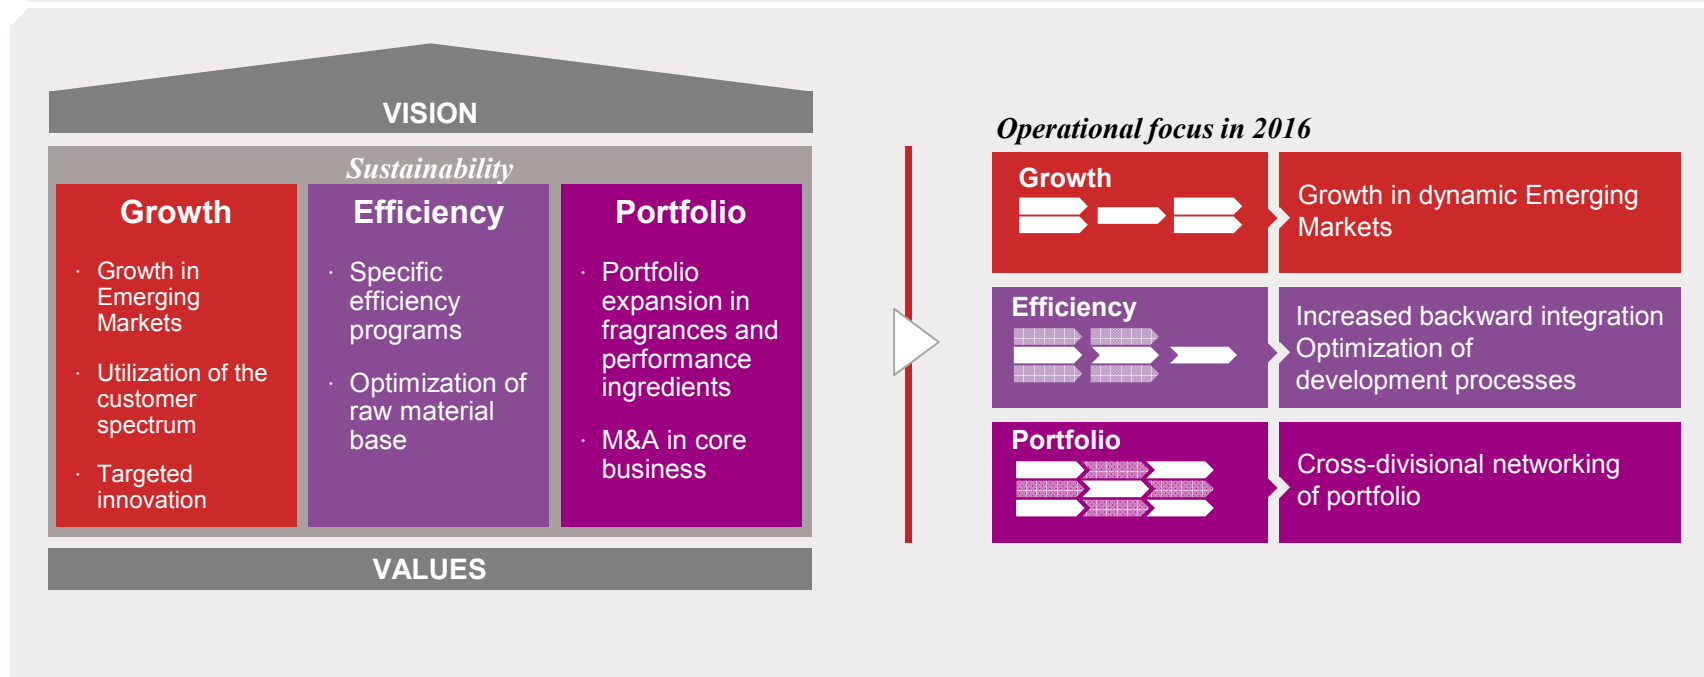 VISION
Sustainability
Growth
· Growth in
Emerging
Markets
· Utilization of the
customer
spectrum
· Targeted
innovation
Efficiency
· Specific
efficiency
programs
· Optimization of
raw material
base
Portfolio
· Portfolio
expansion in
fragrances and
performance
ingredients
· M&A in core
business
VALUES
Operational focus in 2016
Growth
Growth in dynamic Emerging
Markets
Efficiency
Increased backward integration
Optimization of
development processes
Portfolio
Cross-divisional networking
of portfolio